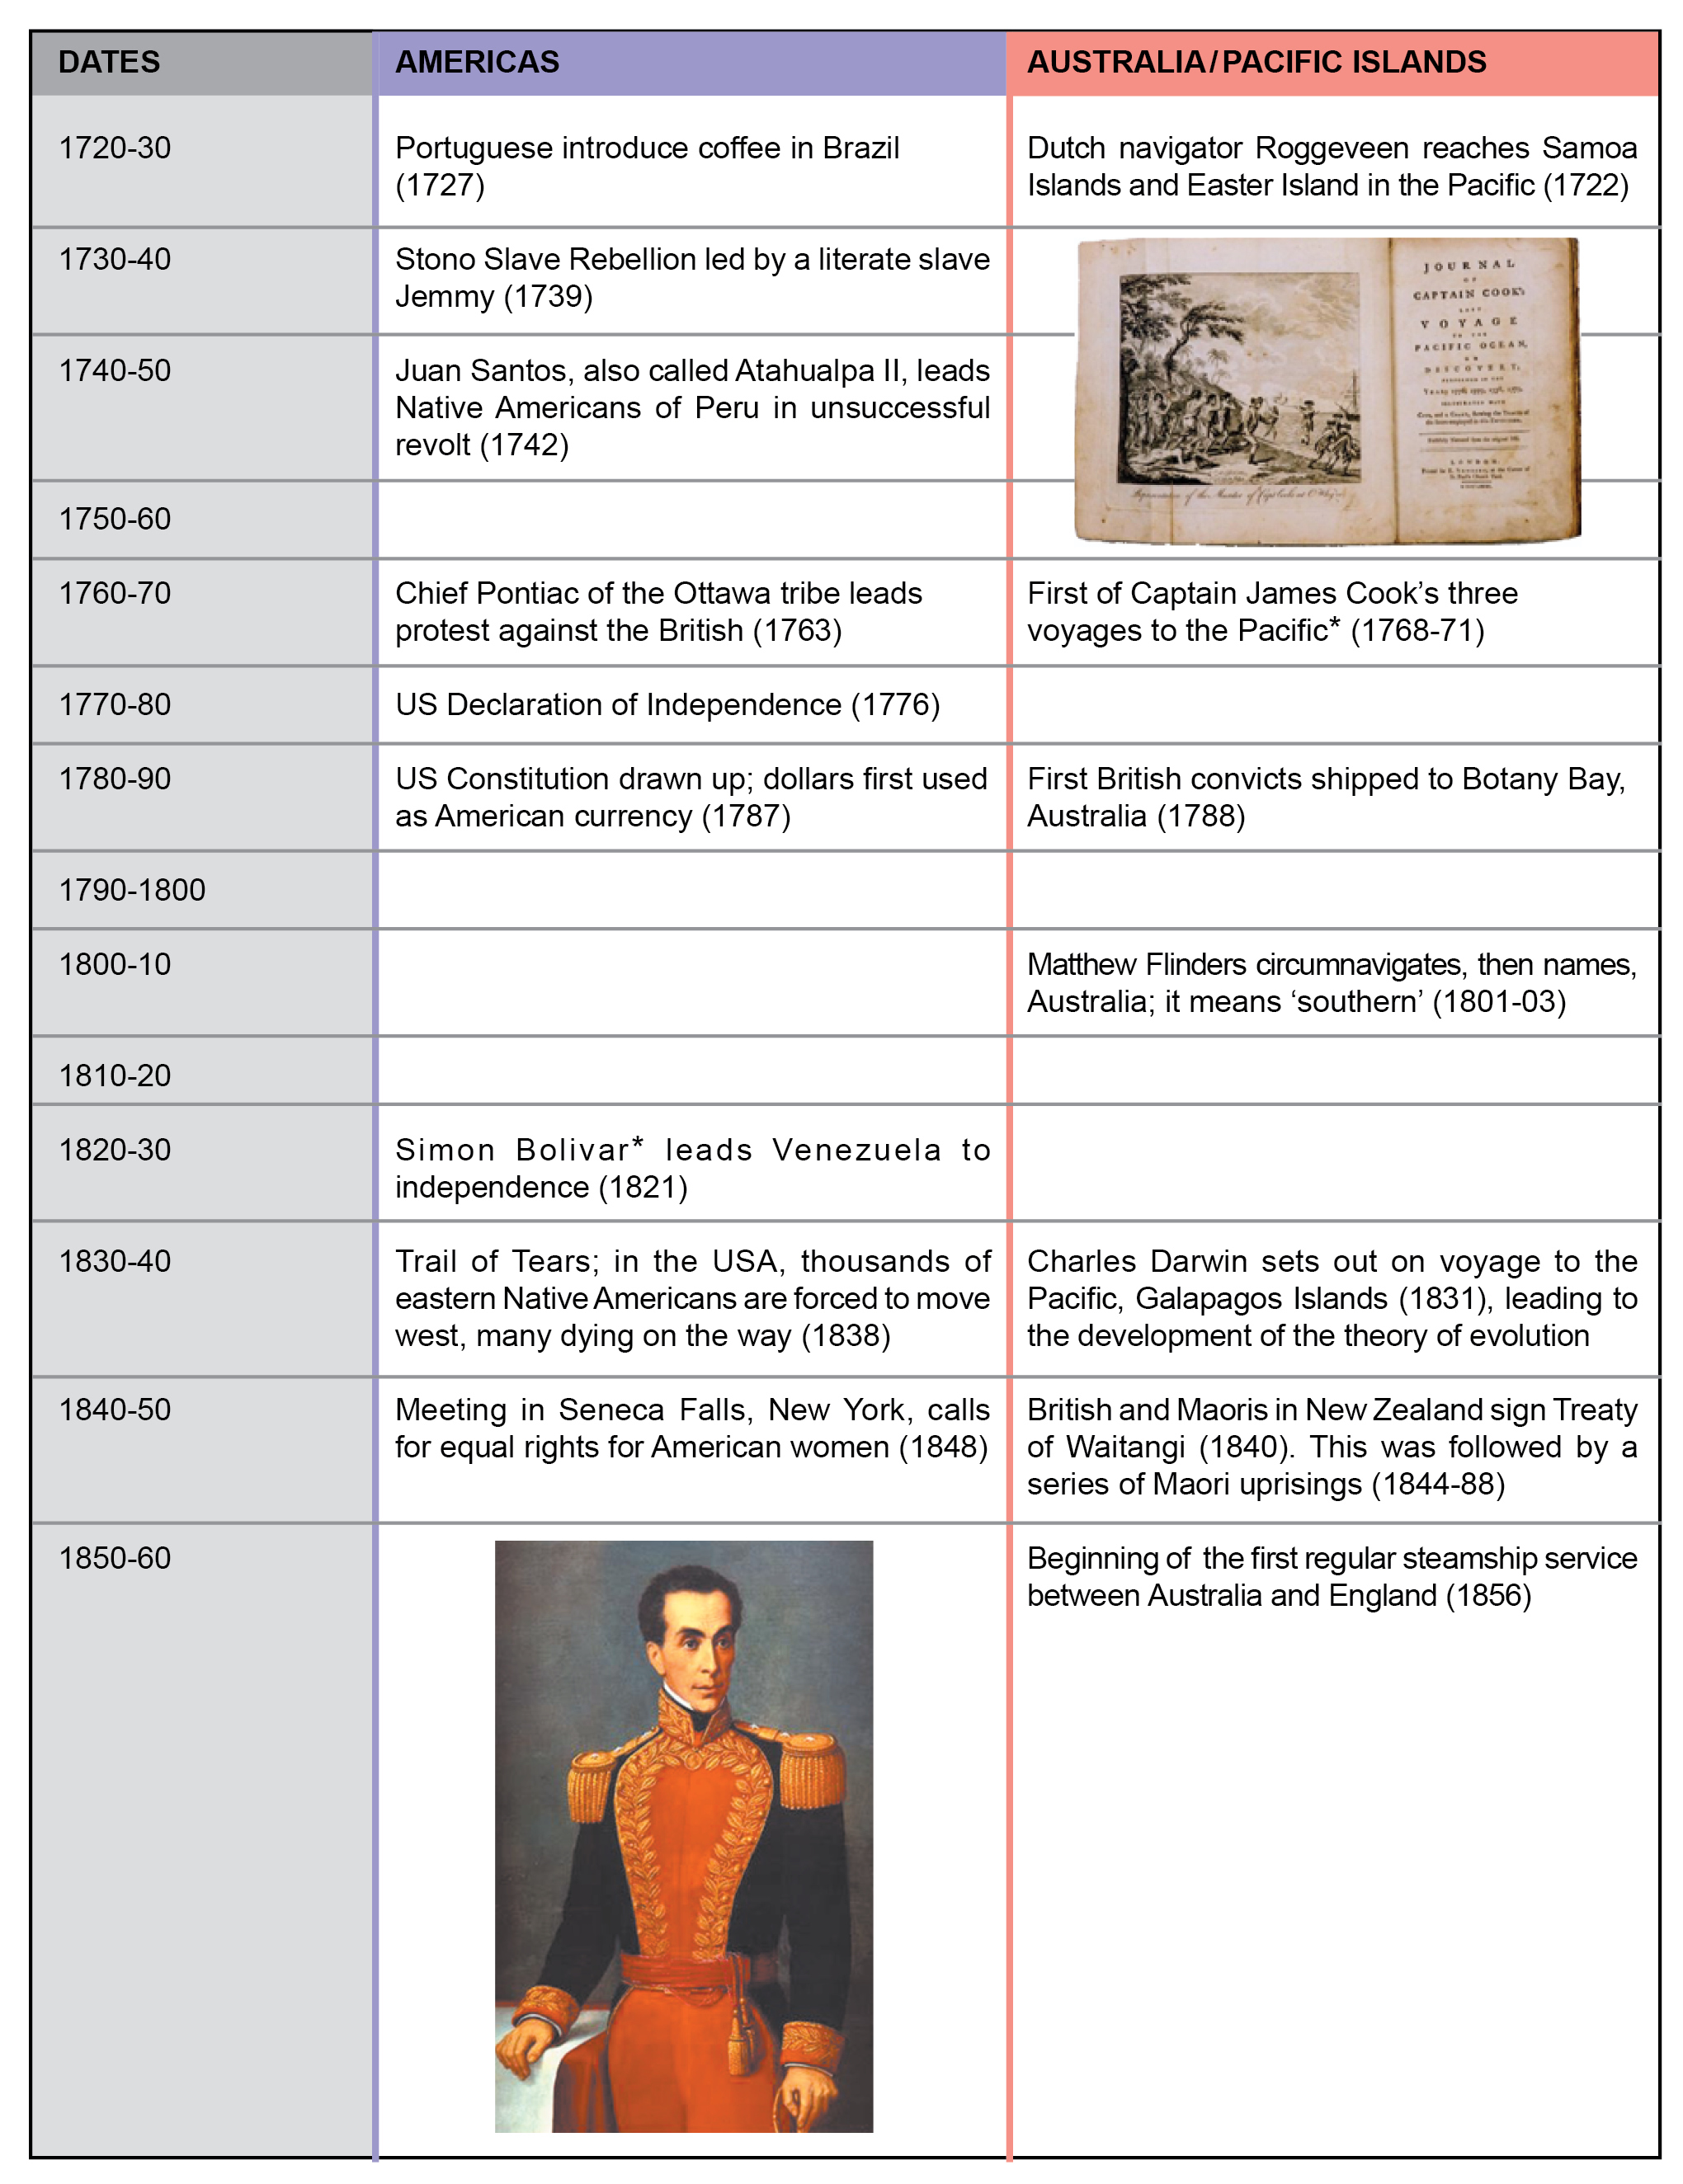 DATES
AMERICAS
AUSTRALIA/PACIFIC ISLANDS
1720-30
Portuguese introduce coffee in Brazil
(1727)
Dutch navigator Roggeveen reaches Samoa
Islands and Easter Island in the Pacific (1722)
1730-40
Stono Slave Rebellion led by a literate slave
Jemmy (1739)
JOURNAL
OF
CAPTAIN COOK's
LAST
VOYAGE
TO THE
PACIFIC OCEAN,
ON
DISCOVERY;
LONDON:
1740-50
Juan Santos, also called Atahualpa II, leads
Native Americans of Peru in unsuccessful
revolt (1742)
1750-60
1760-70
Chief Pontiac of the Ottawa tribe leads
protest against the British (1763)
First of Captain James Cook’s three
voyages to the Pacific* (1768-71)
1770-80
US Declaration of Independence (1776)
1780-90
US Constitution drawn up; dollars first used
as American currency (1787)
First British convicts shipped to Botany Bay,
Australia (1788)
1790-1800
1800-10
Matthew Flinders circumnavigates, then names,
Australia; it means ‘southern’ (1801-03)
1810-20
1820-30
Simon Bolivar* leads Venezuela to
independence (1821)
1830-40
Trail of Tears; in the USA, thousands of
eastern Native Americans are forced to move
west, many dying on the way (1838)
Charles Darwin sets out on voyage to the
Pacific, Galapagos Islands (1831), leading to
the development of the theory of evolution
1840-50
Meeting in Seneca Falls, New York, calls
for equal rights for American women (1848)
British and Maoris in New Zealand sign Treaty
of Waitangi (1840). This was followed by a
series of Maori uprisings (1844-88)
1850-60
Beginning of the first regular steamship service
between Australia and England (1856)